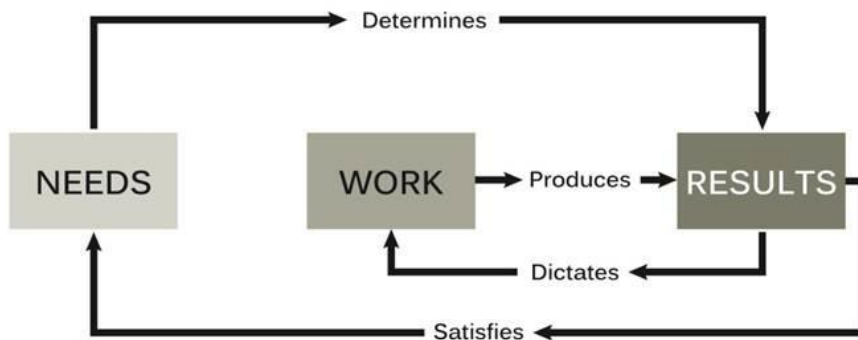 Determines
NEEDS
WORK
Produces
RESULTS
Dictates
Satisfies